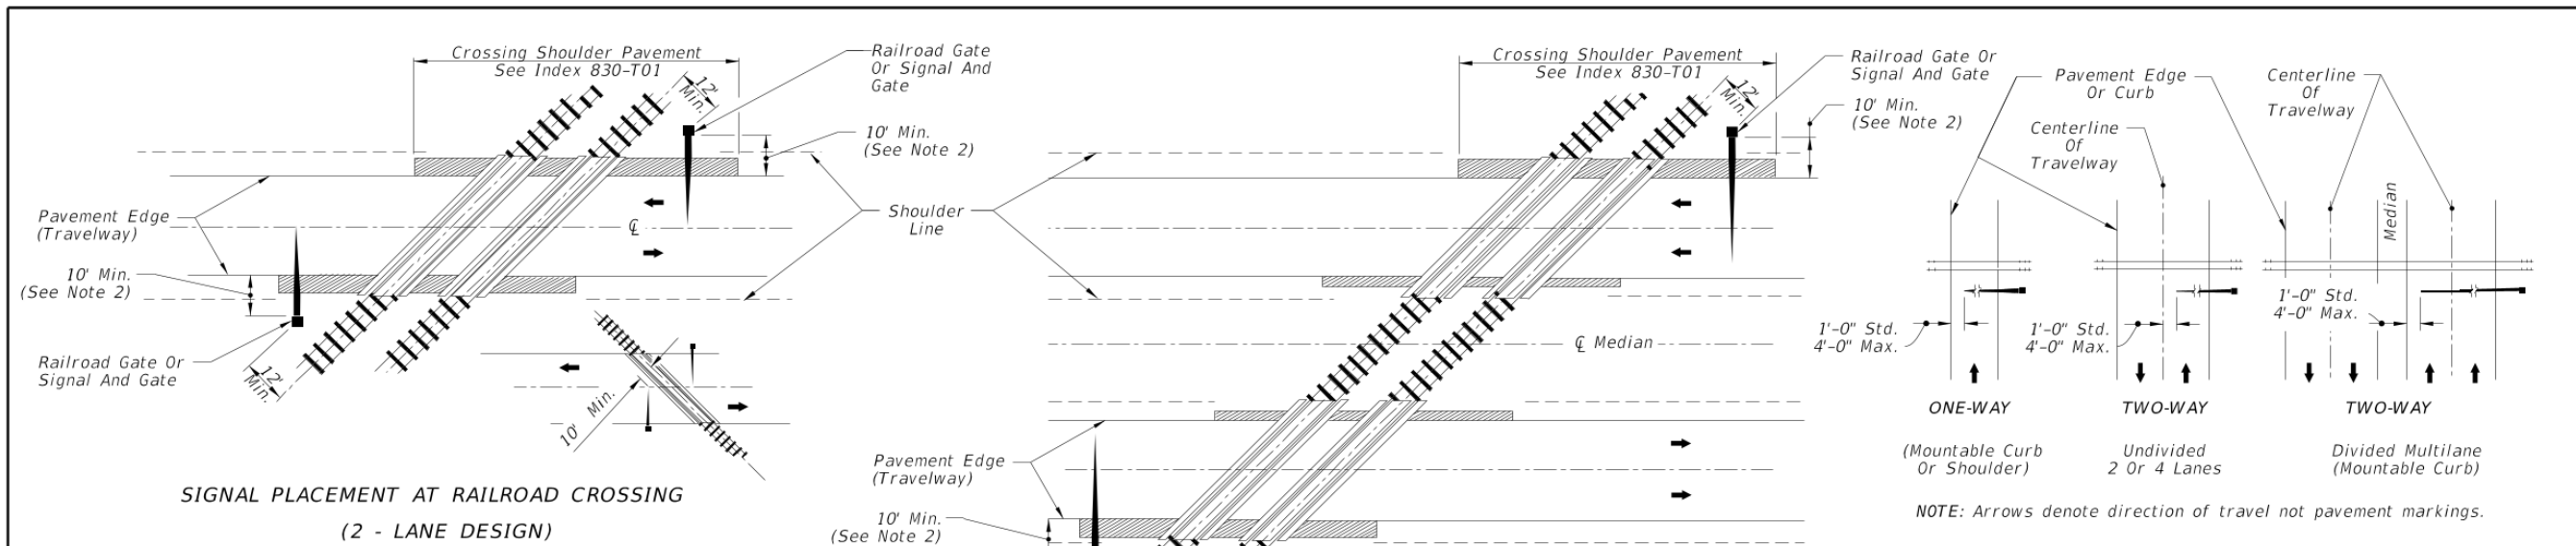 Crossing Shoulder Pavement
See Index 830-T01
12'
Min.
Railroad Gate
Or Signal And
Gate
10' Min.
(See Note 2)
Pavement Edge
(Travelway)
℄
10' Min.
(See Note 2)
Shoulder
Line
Railroad Gate Or
Signal And Gate
12'
Min.
10'
Min.
SIGNAL PLACEMENT AT RAILROAD CROSSING
(2 - LANE DESIGN)
Crossing Shoulder Pavement
See Index 830-T01
12'
Min.
Railroad Gate Or
Signal And Gate
10' Min.
(See Note 2)
℄ Median
Pavement Edge
(Travelway)
10' Min.
(See Note 2)
Pavement Edge
Or Curb
Centerline
Of
Travelway
Centerline
Of
Travelway
Median
1'-0" Std.
4'-0" Max.
1'-0" Std.
4'-0" Max.
1'-0" Std.
4'-0" Max.
ONE-WAY
(Mountable Curb
Or Shoulder)
TWO-WAY
Undivided
2 Or 4 Lanes
TWO-WAY
Divided Multilane
(Mountable Curb)
NOTE: Arrows denote direction of travel not pavement markings.